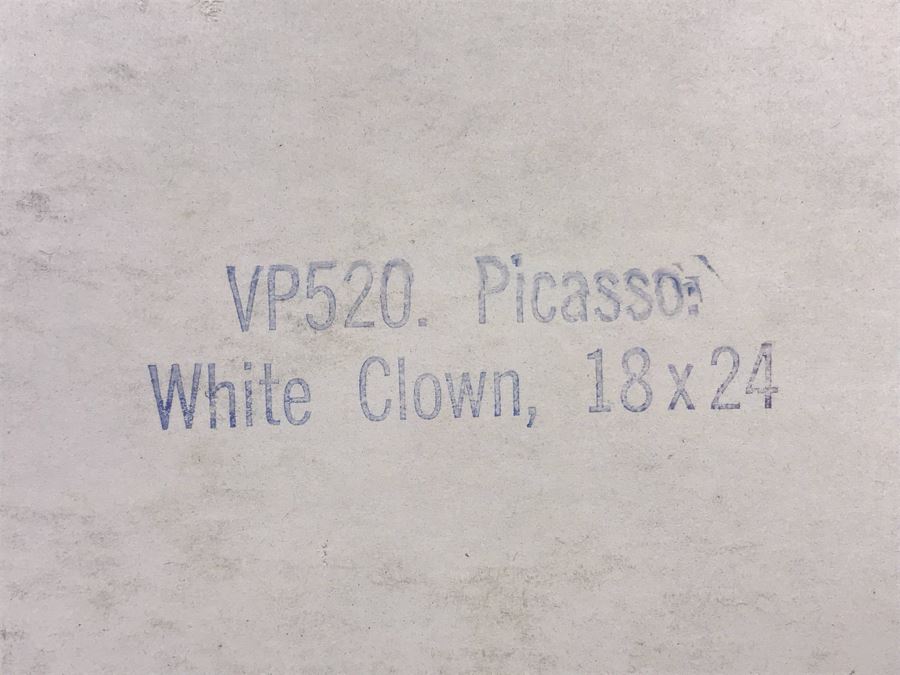 VP520. Picasso:
White Clown, 18x24